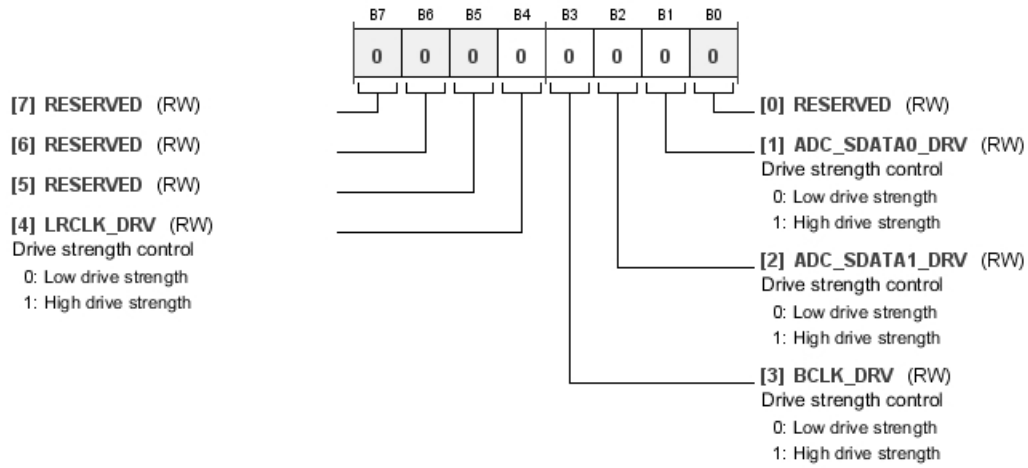 B7 B6 B5 B4 B3 B2 B1 B0
0 0 0 0 0 0 0 0
[7] RESERVED (RW)
[6] RESERVED (RW)
[5] RESERVED (RW)
[4] LRCLK_DRV (RW)
Drive strength control
0: Low drive strength
1: High drive strength
[0] RESERVED (RW)
[1] ADC_SDATA0_DRV (RW)
Drive strength control
0: Low drive strength
1: High drive strength
[2] ADC_SDATA1_DRV (RW)
Drive strength control
0: Low drive strength
1: High drive strength
[3] BCLK_DRV (RW)
Drive strength control
0: Low drive strength
1: High drive strength